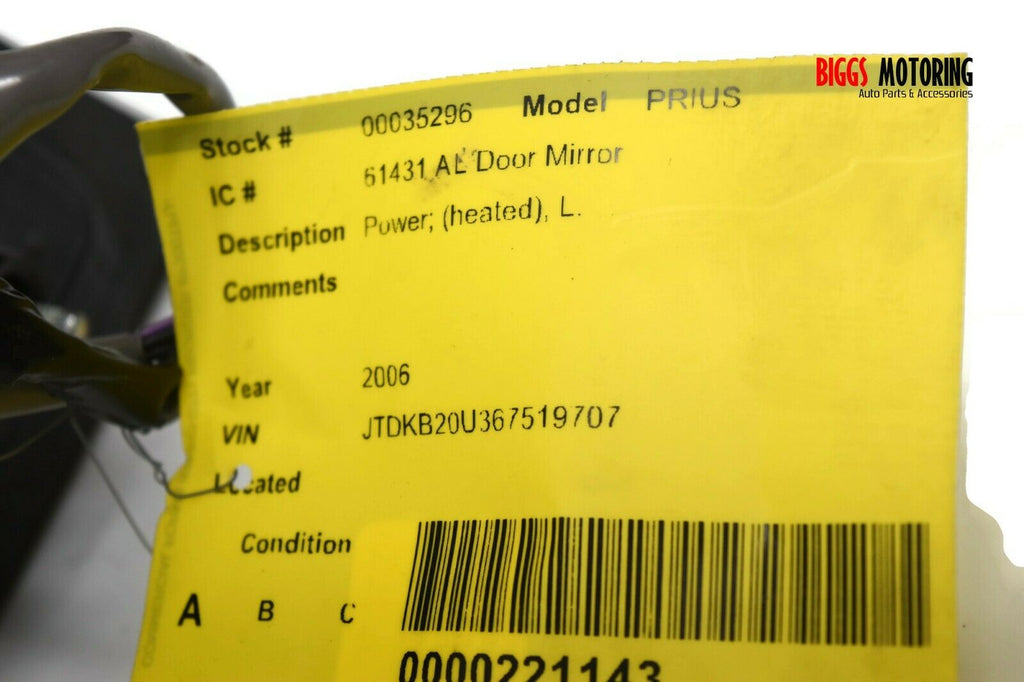 BIGGS MOTORING
Auto Parts & Accessories
Stock # 00035296 Model PRIUS
IC # 61431 AL Door Mirror
Description Power; (heated), L.
Comments
Year 2006
VIN JTDKB20U367519707
Located
Condition
A B C
0000221143